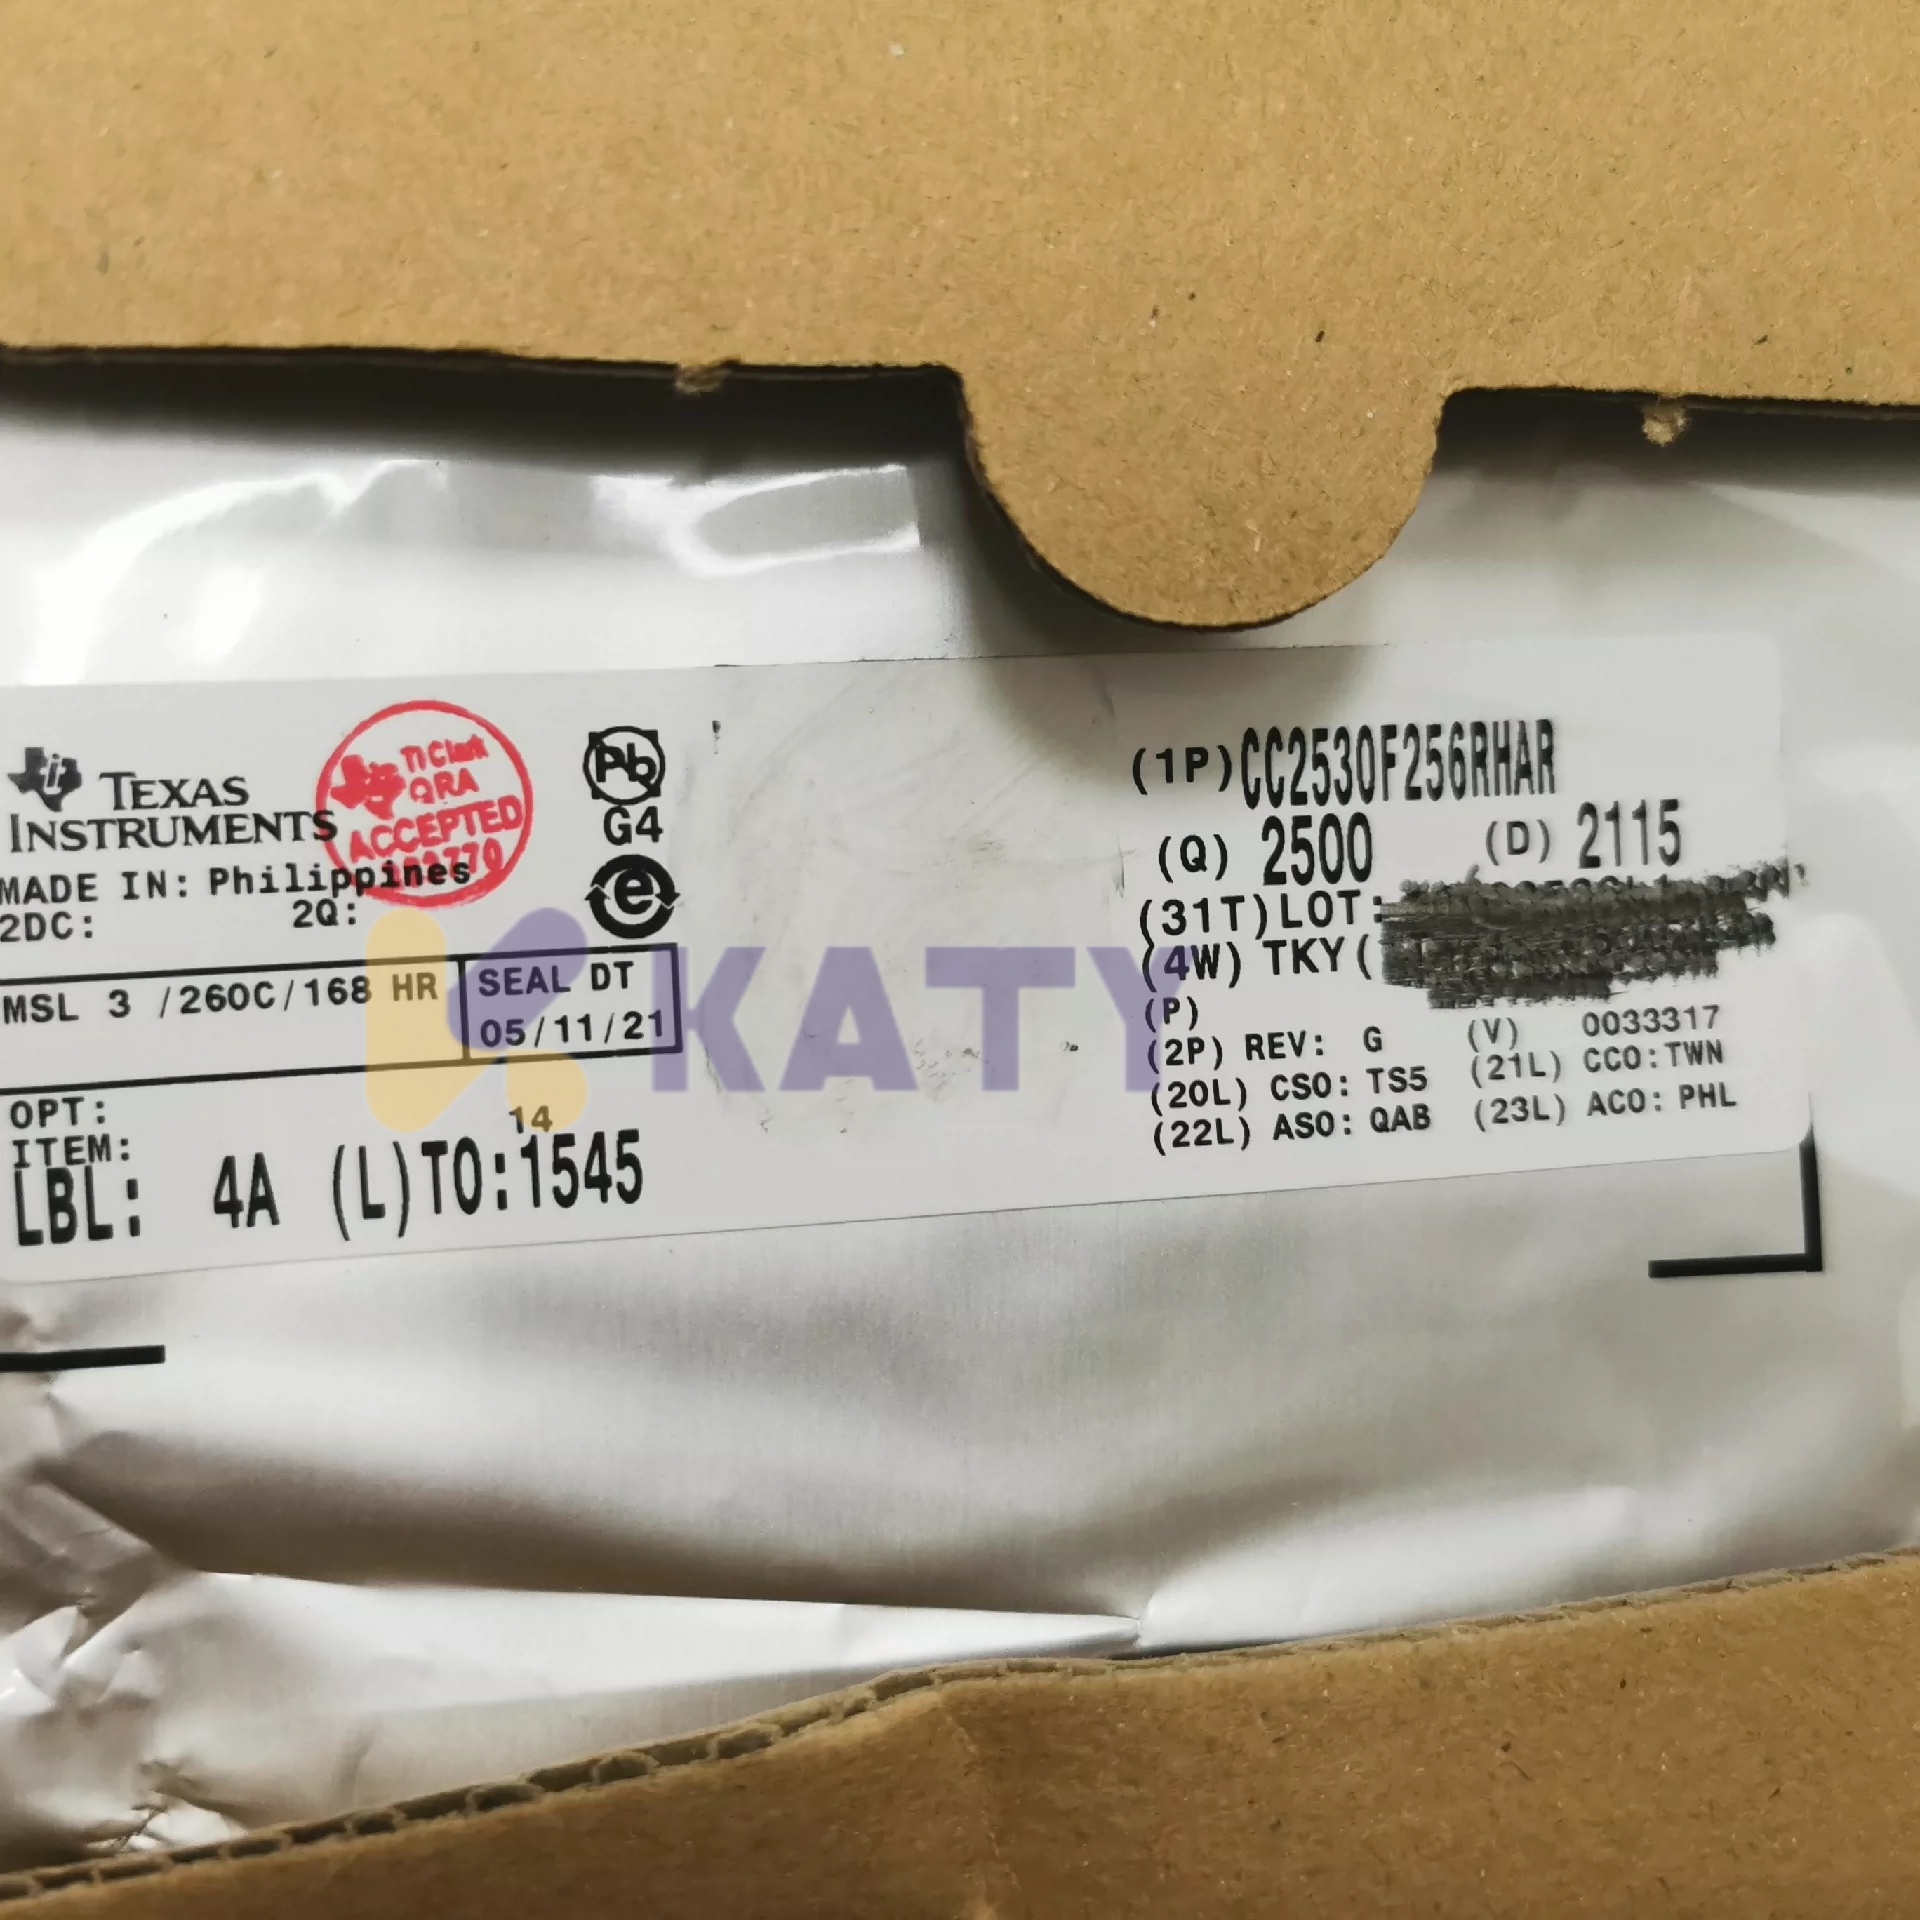 TEXAS
INSTRUMENTS
MADE IN: Philippines
2DC: 2Q:
TI Clark
QRA
ACCEPTED
Pb
G4
e
MSL 3 /260C/168 HR
SEAL DT
05/11/21
OPT:
ITEM: 14
LBL: 4A (L)TO:1545
KATY
(1P)CC2530F256RHAR
(Q) 2500 (D) 2115
(31T)LOT:
(4W) TKY(
(P)
(2P) REV: G (V) 0033317
(20L) CSO: TS5 (21L) CCO:TWN
(22L) ASO: QAB (23L) ACO: PHL